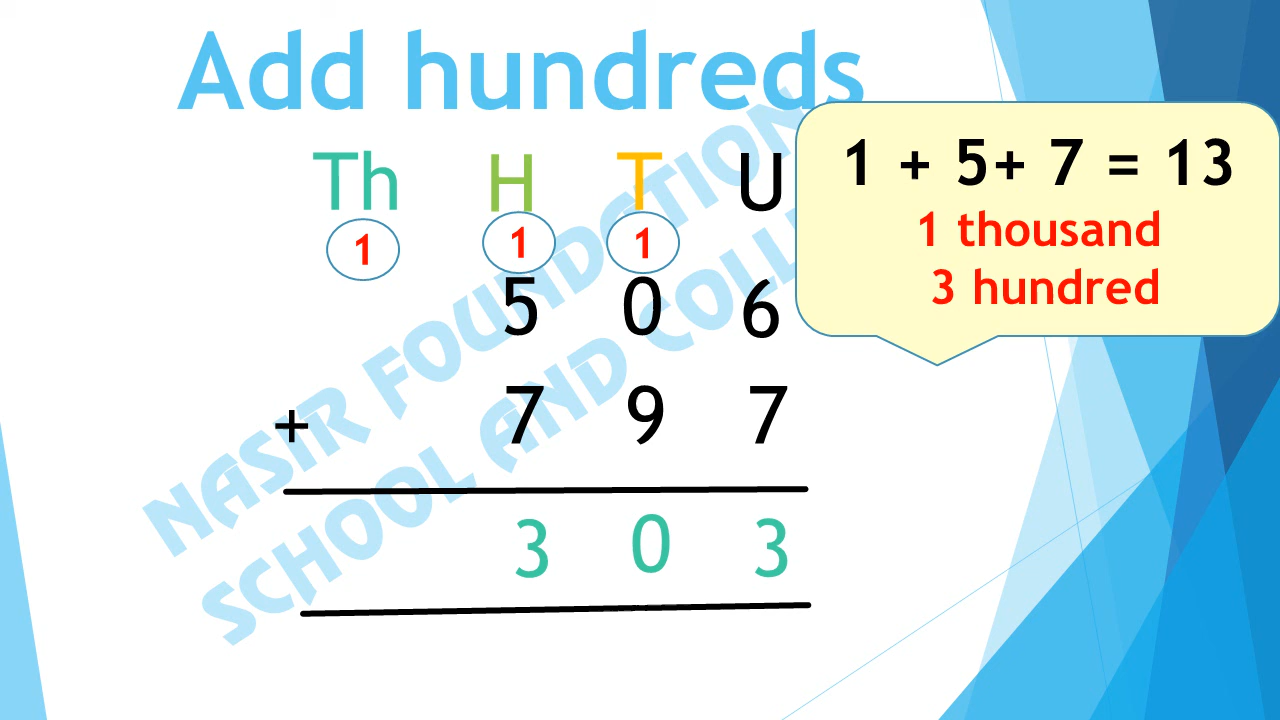 Add hundreds
Th H T U
1 1 1
5 0 6
+ 7 9 7
3 0 3
1 + 5+ 7 = 13
1 thousand
3 hundred
NASIR FOUNDCTION
SCHOOL AND COLL